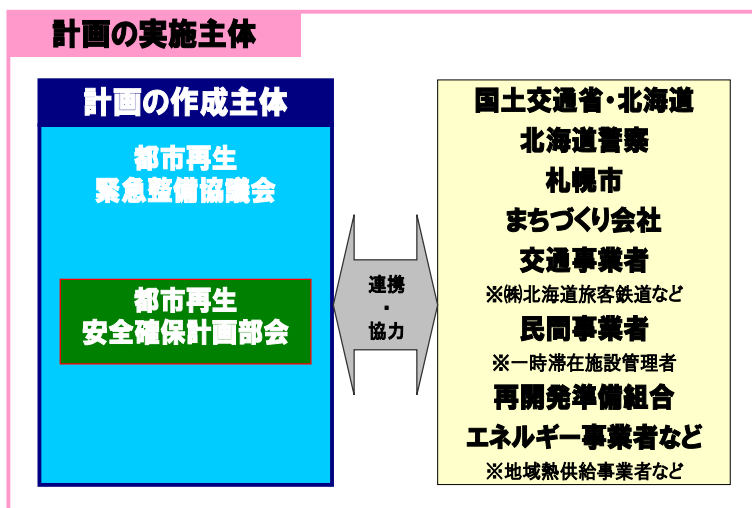 計画の実施主体
計画の作成主体
都市再生
緊急整備協議会
都市再生
安全確保計画部会
連携
・
協力
国土交通省・北海道
北海道警察
札幌市
まちづくり会社
交通事業者
※㈱北海道旅客鉄道など
民間事業者
※一時滞在施設管理者
再開発準備組合
エネルギー事業者など
※地域熱供給事業者など